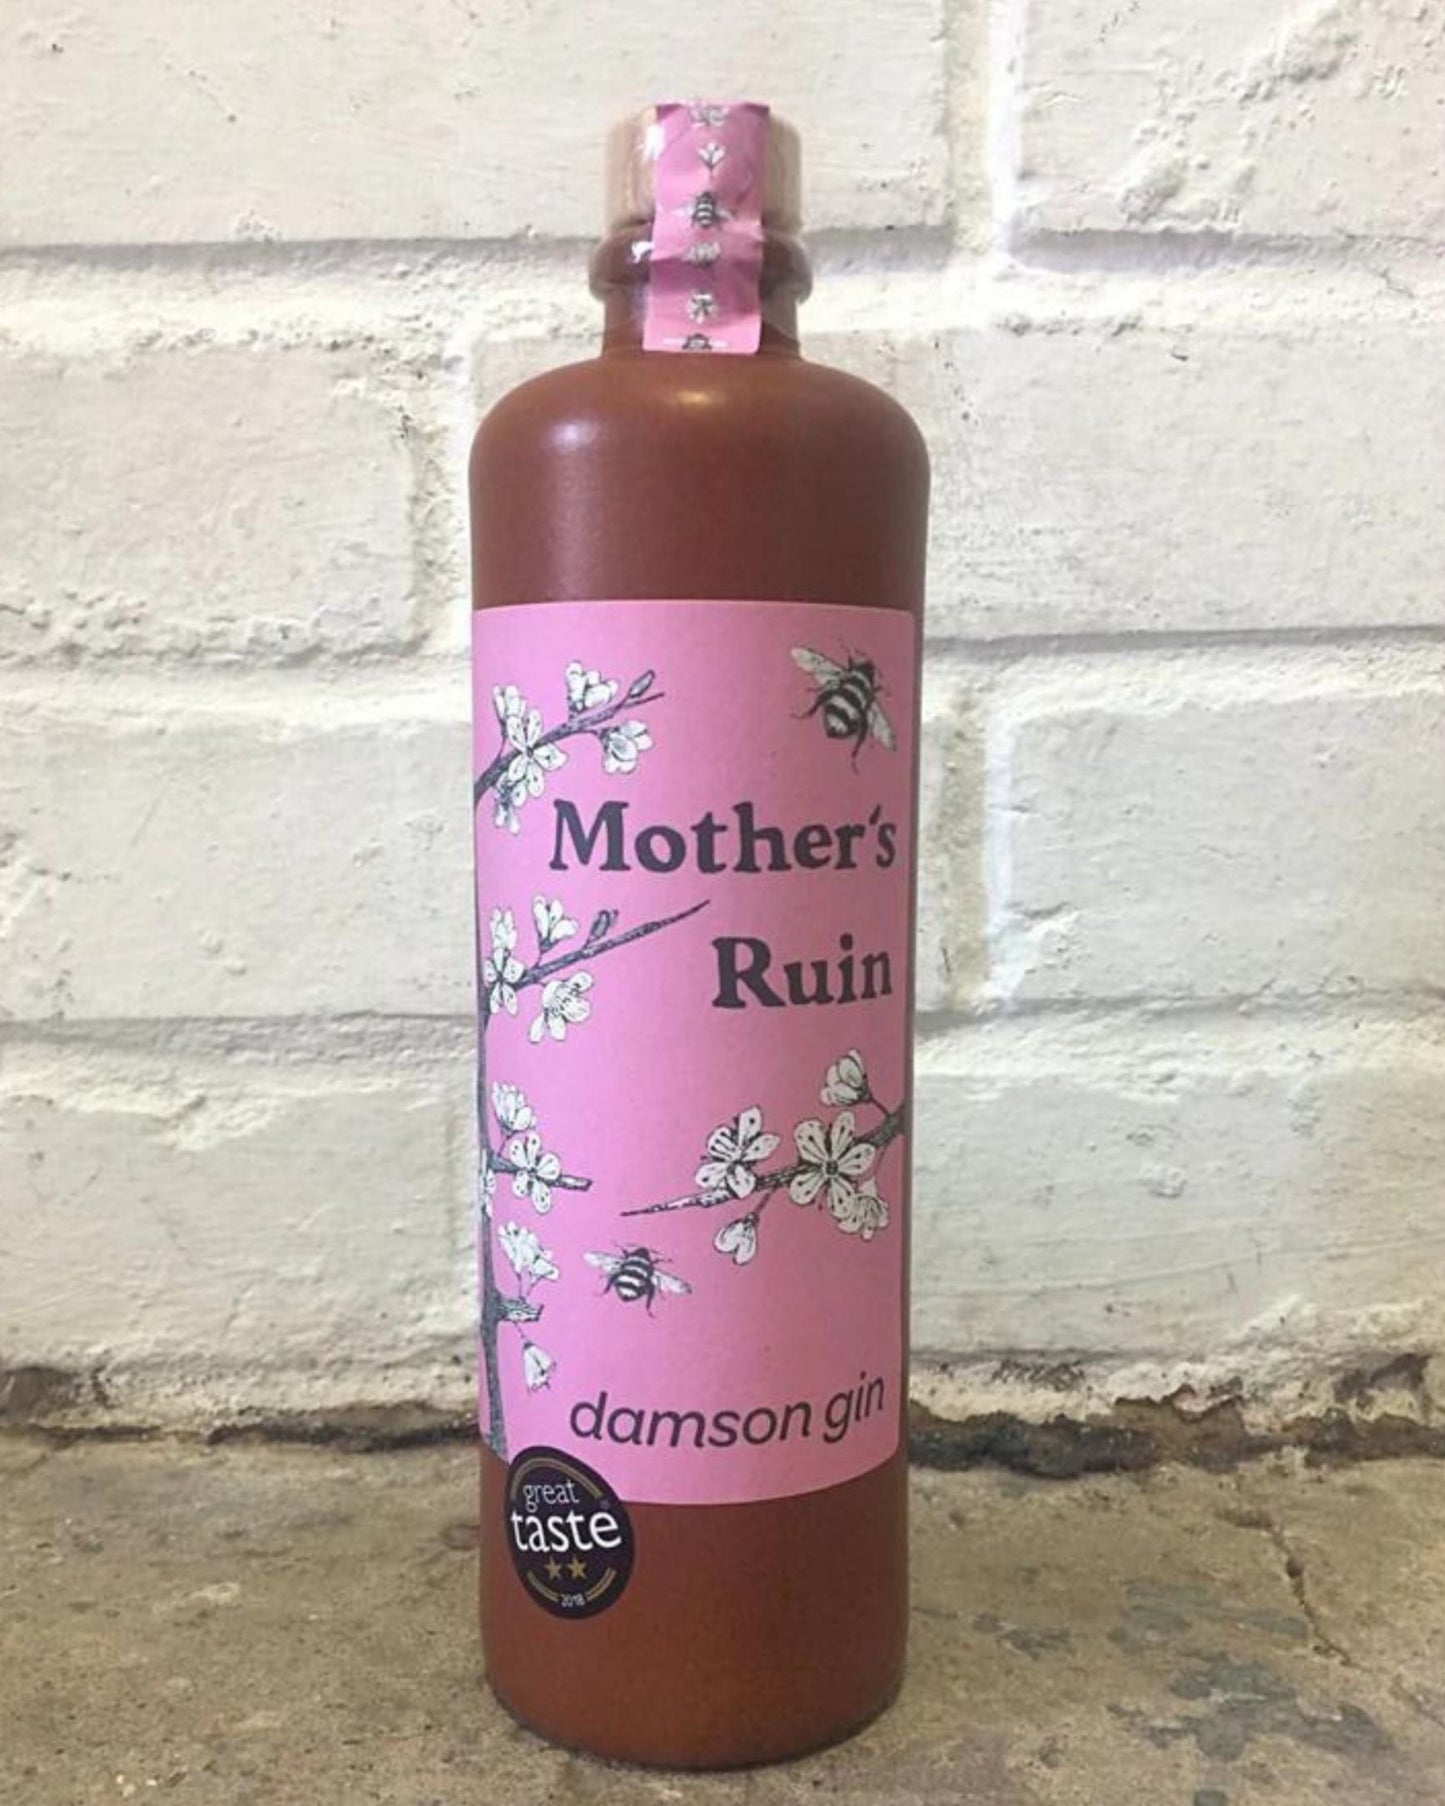 Mother's
Ruin
damson gin
great
taste
®
2018